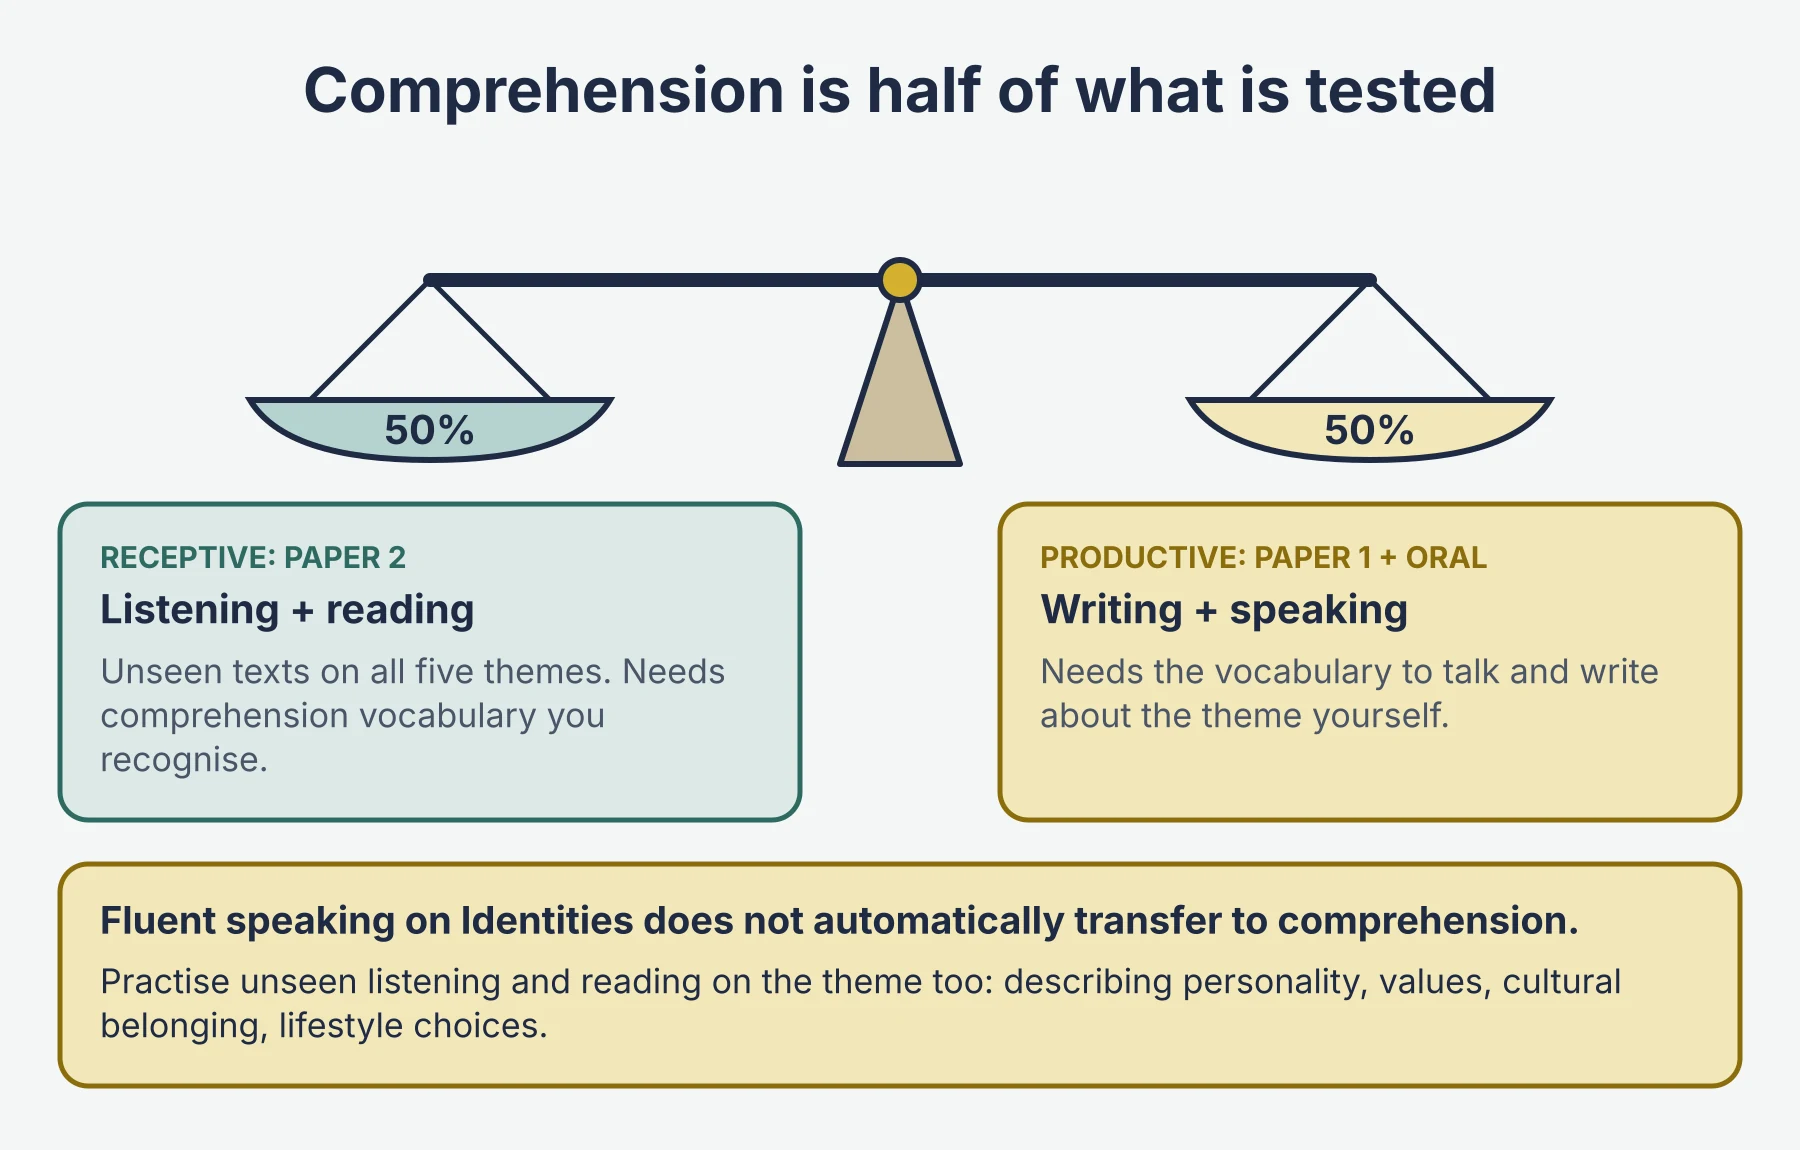 Comprehension is half of what is tested
50%
50%
RECEPTIVE: PAPER 2
Listening + reading
Unseen texts on all five themes. Needs
comprehension vocabulary you
recognise.
PRODUCTIVE: PAPER 1 + ORAL
Writing + speaking
Needs the vocabulary to talk and write
about the theme yourself.
Fluent speaking on Identities does not automatically transfer to comprehension.
Practise unseen listening and reading on the theme too: describing personality, values, cultural
belonging, lifestyle choices.